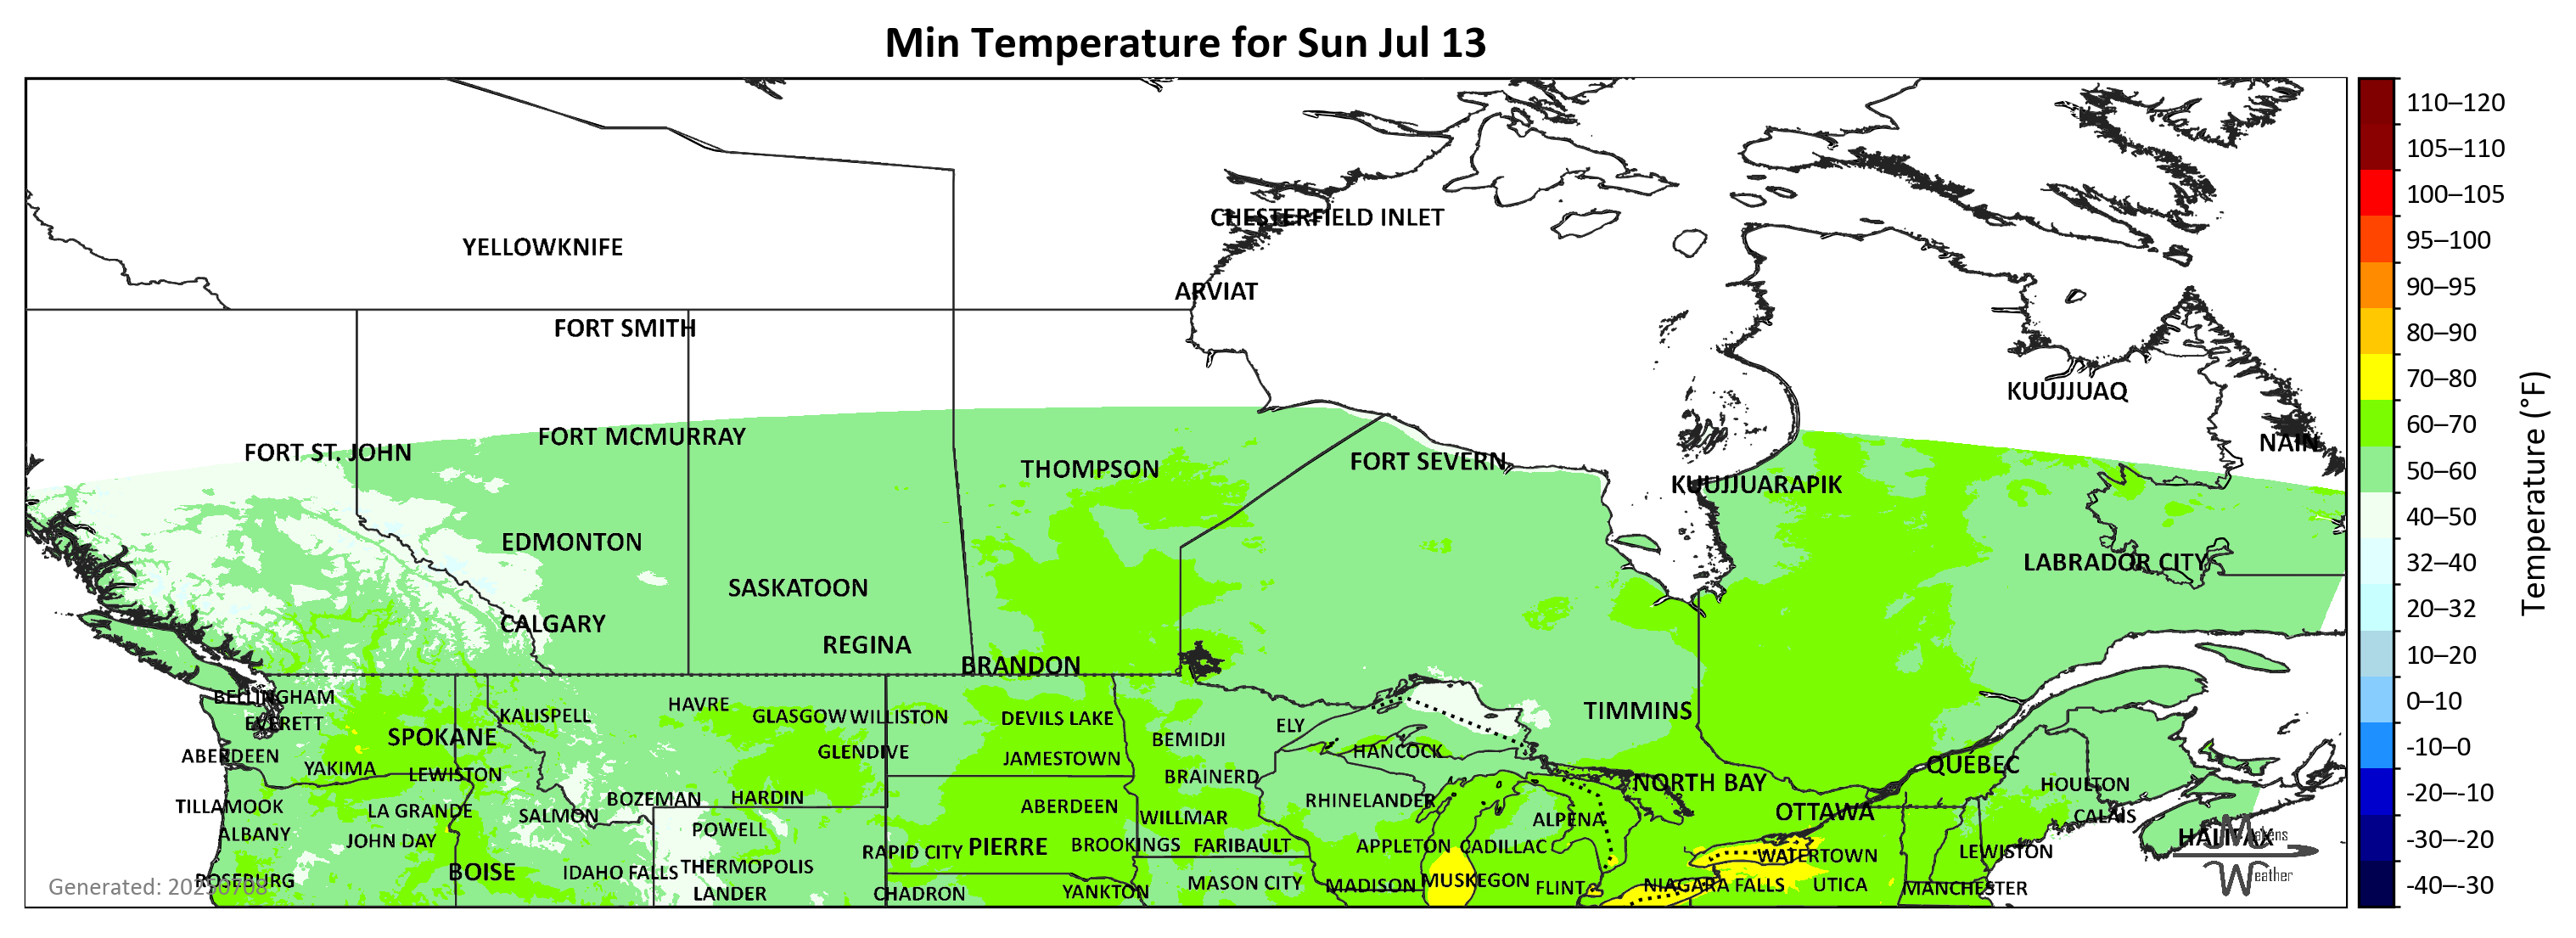 Min Temperature for Sun Jul 13
110–120
105–110
100–105
95–100
90–95
80–90
70–80
60–70
50–60
40–50
32–40
20–32
10–20
0–10
-10–0
-20–-10
-30–-20
-40–-30
Temperature (°F)
CHESTERFIELD INLET
YELLOWKNIFE
ARVIAT
FORT SMITH
KUUJJUAQ
FORT MCMURRAY
NAIN
FORT ST. JOHN
FORT SEVERN
THOMPSON
KUUJJUARAPIK
EDMONTON
LABRADOR CITY
SASKATOON
CALGARY
REGINA
BRANDON
BELLINGHAM
HAVRE
TIMMINS
KALISPELL
GLASGOW
WILLISTON
DEVILS LAKE
EVERETT
ELY
SPOKANE
BEMIDJI
GLENDIVE
HANCOCK
ABERDEEN
JAMESTOWN
QUÉBEC
YAKIMA
LEWISTON
BRAINERD
NORTH BAY
HOULTON
BOZEMAN
HARDIN
RHINELANDER
TILLAMOOK
ABERDEEN
LA GRANDE
OTTAWA
SALMON
WILLMAR
CALAIS
ALPENA
POWELL
ALBANY
HALIFAX
JOHN DAY
BROOKINGS
FARIBAULT
APPLETON
CADILLAC
PIERRE
RAPID CITY
LEWISTON
WATERTOWN
THERMOPOLIS
BOISE
IDAHO FALLS
ROSEBURG
MUSKEGON
MASON CITY
MADISON
NIAGARA FALLS
UTICA
FLINT
MANCHESTER
YANKTON
LANDER
CHADRON
Generated: 20250708
Makens
Weather